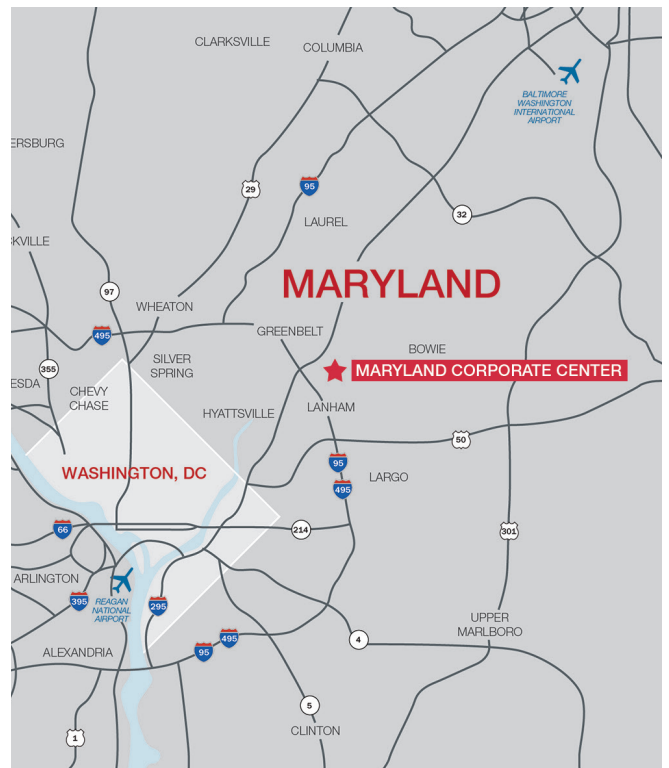 CLARKSVILLE
COLUMBIA
BALTIMORE
WASHINGTON
INTERNATIONAL
AIRPORT
ERSBURG
95
29
LAUREL
32
KVILLE
MARYLAND
97
WHEATON
495
GREENBELT
BOWIE
SILVER
SPRING
355
MARYLAND CORPORATE CENTER
ESDA
CHEVY
CHASE
HYATTSVILLE
LANHAM
50
95
WASHINGTON, DC
LARGO
495
66
214
301
ARLINGTON
395
REAGAN
NATIONAL
AIRPORT
295
UPPER
MARLBORO
4
495
95
ALEXANDRIA
5
CLINTON
1